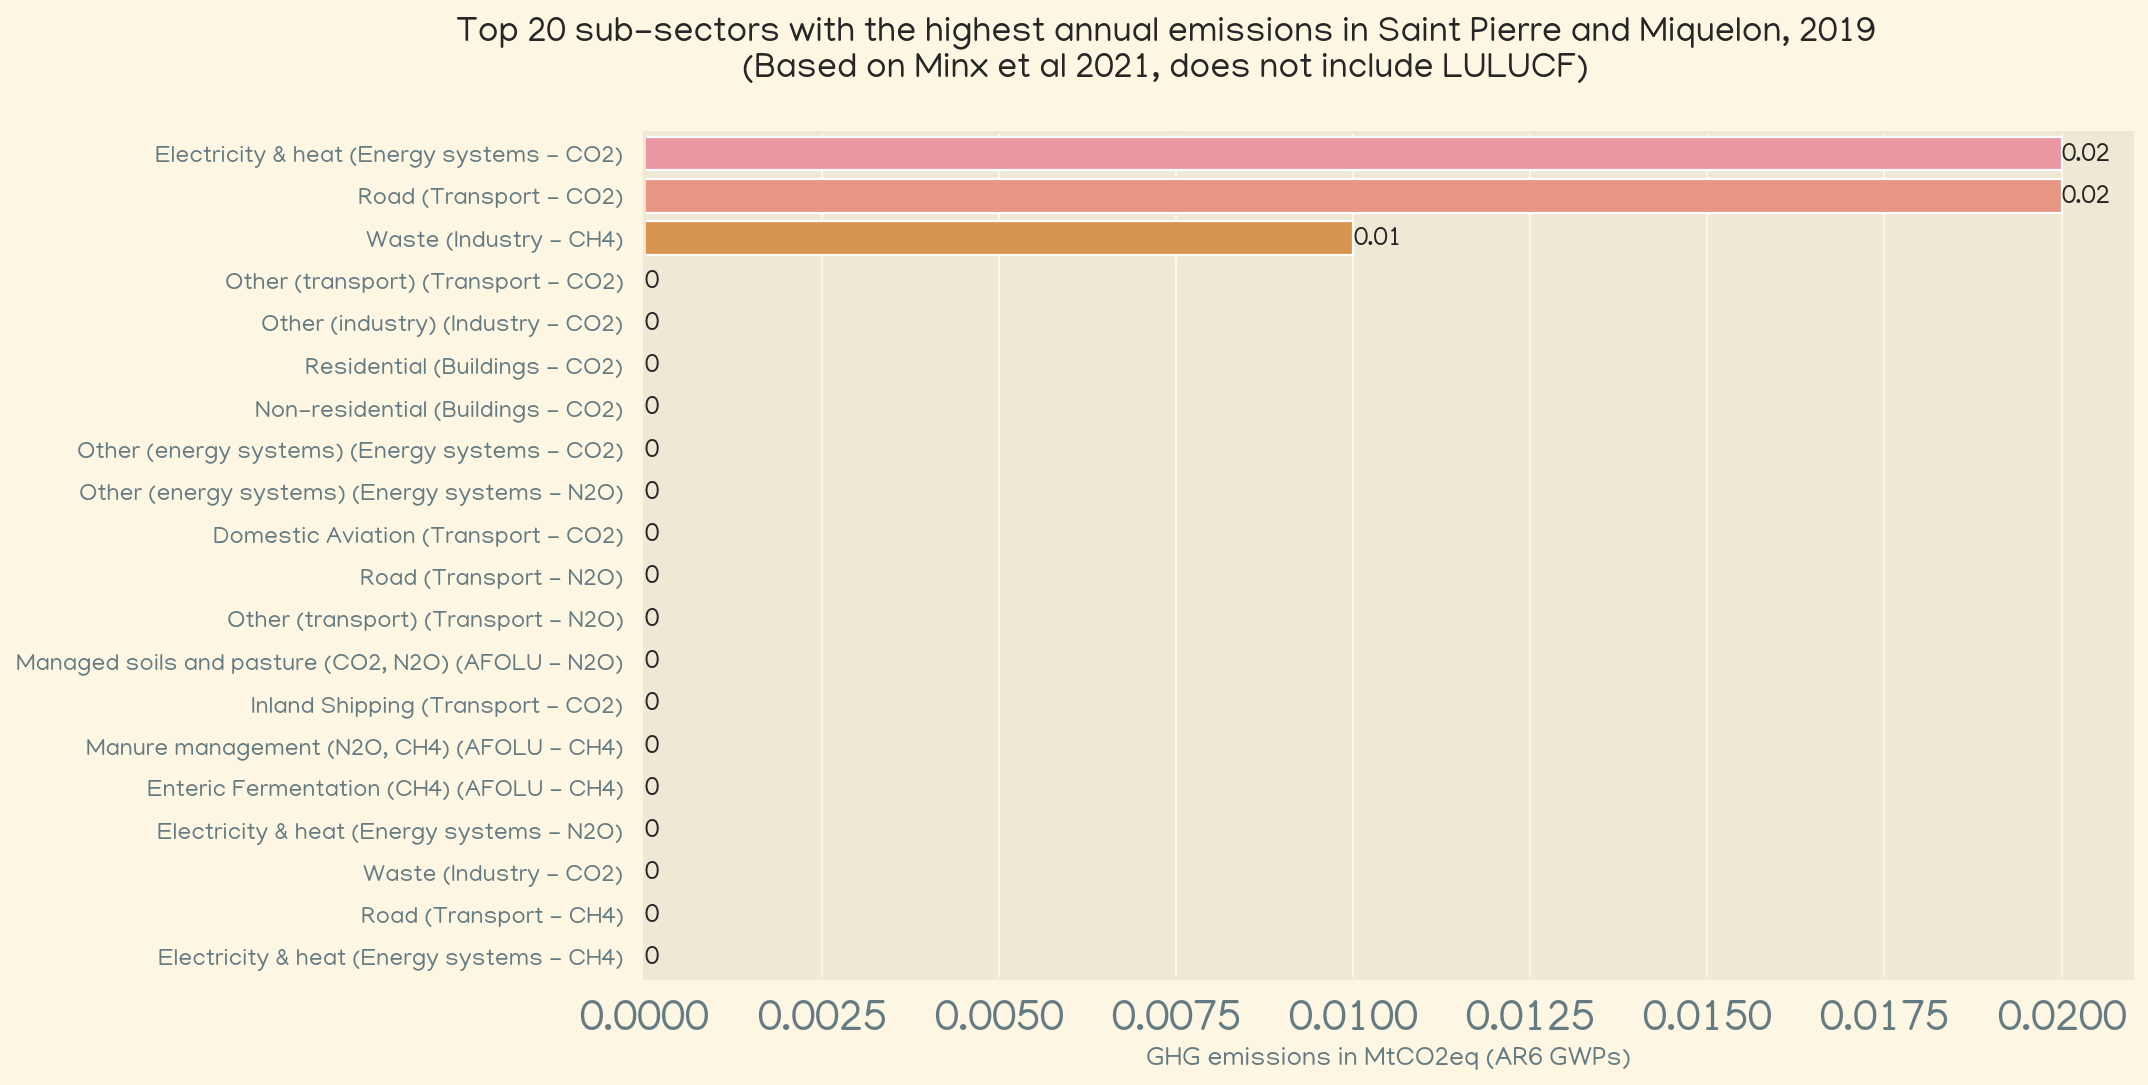 Top 20 sub-sectors with the highest annual emissions in Saint Pierre and Miquelon, 2019
(Based on Minx et al 2021, does not include LULUCF)
Electricity & heat (Energy systems - CO2) 0.02
Road (Transport - CO2) 0.02
Waste (Industry - CH4) 0.01
Other (transport) (Transport - CO2) 0
Other (industry) (Industry - CO2) 0
Residential (Buildings - CO2) 0
Non-residential (Buildings - CO2) 0
Other (energy systems) (Energy systems - CO2) 0
Other (energy systems) (Energy systems - N2O) 0
Domestic Aviation (Transport - CO2) 0
Road (Transport - N2O) 0
Other (transport) (Transport - N2O) 0
Managed soils and pasture (CO2, N2O) (AFOLU - N2O) 0
Inland Shipping (Transport - CO2) 0
Manure management (N2O, CH4) (AFOLU - CH4) 0
Enteric Fermentation (CH4) (AFOLU - CH4) 0
Electricity & heat (Energy systems - N2O) 0
Waste (Industry - CO2) 0
Road (Transport - CH4) 0
Electricity & heat (Energy systems - CH4) 0
0.0000 0.0025 0.0050 0.0075 0.0100 0.0125 0.0150 0.0175 0.0200
GHG emissions in MtCO2eq (AR6 GWPs)